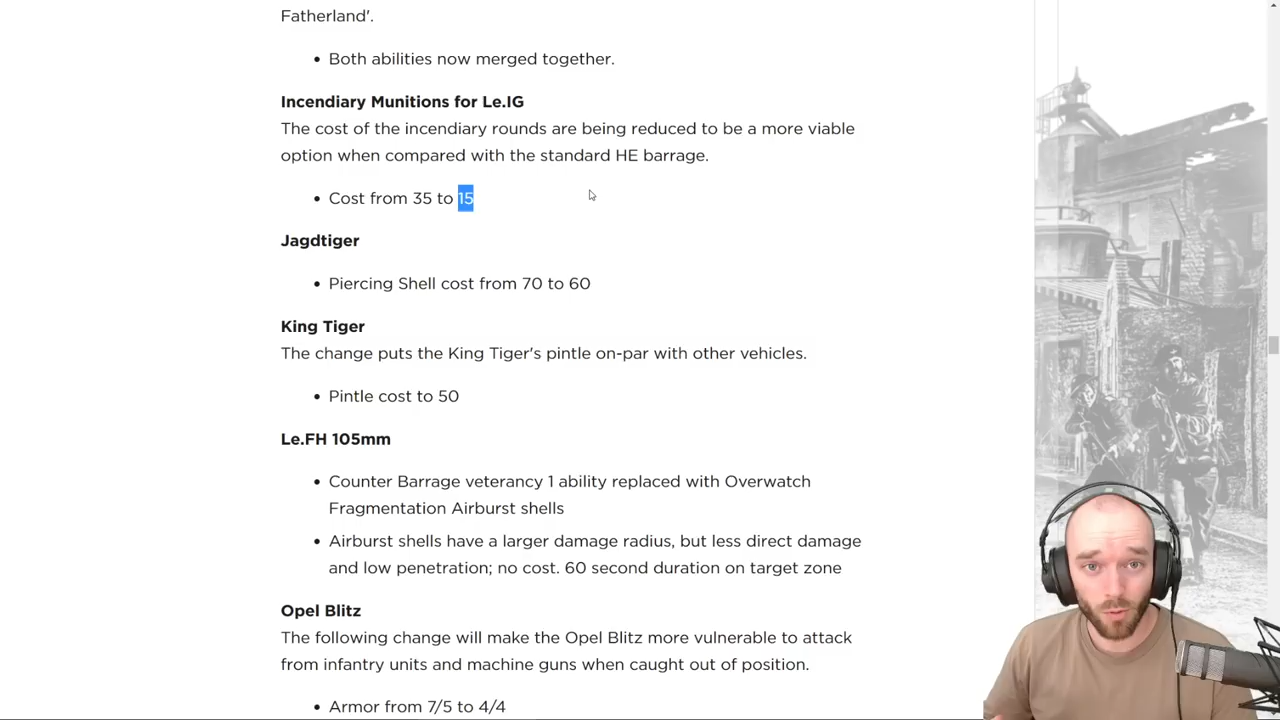 Fatherland'.
• Both abilities now merged together.
Incendiary Munitions for Le.IG
The cost of the incendiary rounds are being reduced to be a more viable
option when compared with the standard HE barrage.
• Cost from 35 to 15
Jagdtiger
• Piercing Shell cost from 70 to 60
King Tiger
The change puts the King Tiger's pintle on-par with other vehicles.
• Pintle cost to 50
Le.FH 105mm
• Counter Barrage veterancy 1 ability replaced with Overwatch
Fragmentation Airburst shells
• Airburst shells have a larger damage radius, but less direct damage
and low penetration; no cost. 60 second duration on target zone
Opel Blitz
The following change will make the Opel Blitz more vulnerable to attack
from infantry units and machine guns when caught out of position.
• Armor from 7/5 to 4/4